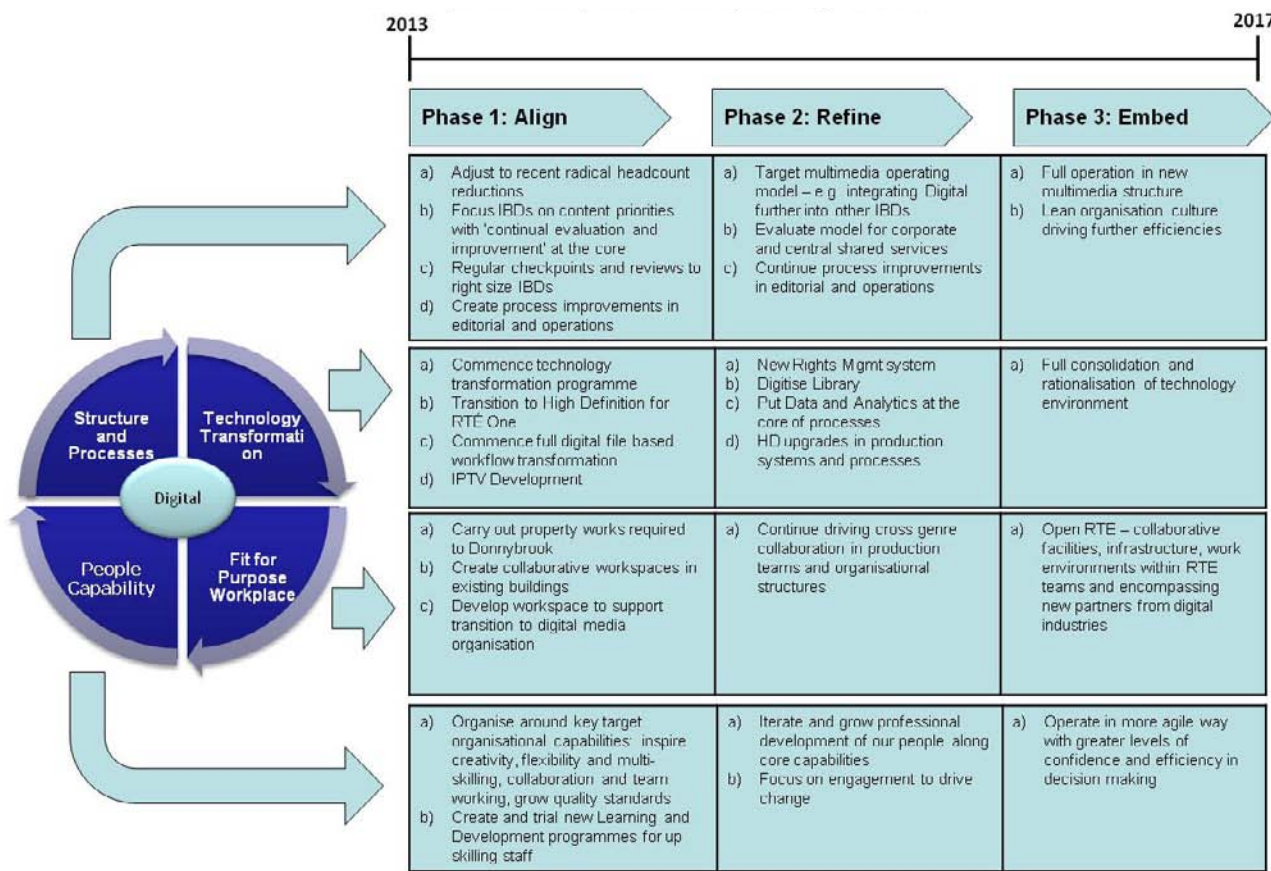 2013
2017
Phase 1: Align
Phase 2: Refine
Phase 3: Embed
a) Adjust to recent radical headcount
reductions
b) Focus IBDs on content priorities
with 'continual evaluation and
improvement' at the core
c) Regular checkpoints and reviews to
right size IBDs
d) Create process improvements in
editorial and operations
a) Target multimedia operating
model – e.g. integrating Digital
further into other IBDs
b) Evaluate model for corporate
and central shared services
c) Continue process improvements
in editorial and operations
a) Full operation in new
multimedia structure
b) Lean organisation culture
driving further efficiencies
Structure
and
Processes
Technology
Transformati
on
Digital
People
Capability
Fit for
Purpose
Workplace
a) Commence technology
transformation programme
b) Transition to High Definition for
RTÉ One
c) Commence full digital file based
workflow transformation
d) IPTV Development
a) New Rights Mgmt system
b) Digitise Library
c) Put Data and Analytics at the
core of processes
d) HD upgrades in production
systems and processes
a) Full consolidation and
rationalisation of technology
environment
a) Carry out property works required
to Donnybrook
b) Create collaborative workspaces in
existing buildings
c) Develop workspace to support
transition to digital media
organisation
a) Continue driving cross genre
collaboration in production
teams and organisational
structures
a) Open RTE – collaborative
facilities, infrastructure, work
environments within RTE
teams and encompassing
new partners from digital
industries
a) Organise around key target
organisational capabilities: inspire
creativity, flexibility and multi-
skilling, collaboration and team
working, grow quality standards
b) Create and trial new Learning and
Development programmes for up
skilling staff
a) Iterate and grow professional
development of our people along
core capabilities
b) Focus on engagement to drive
change
a) Operate in more agile way
with greater levels of
confidence and efficiency in
decision making